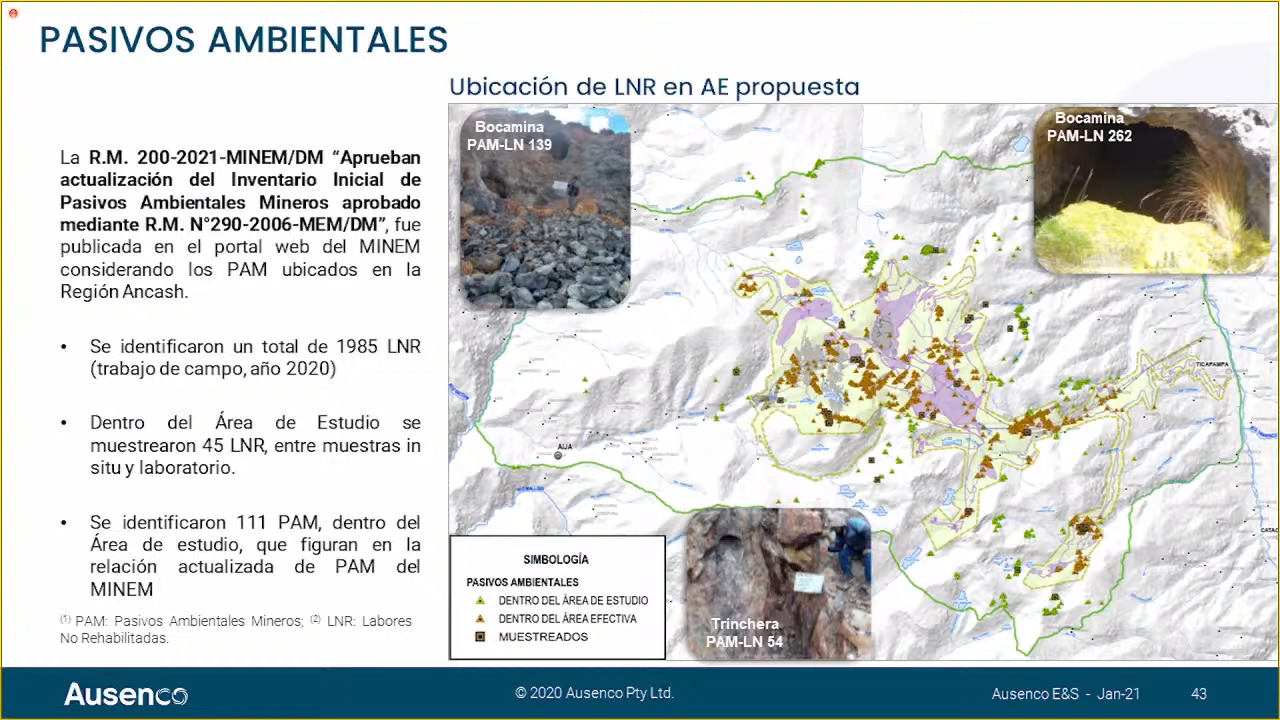 PASIVOS AMBIENTALES
Ubicación de LNR en AE propuesta
La R.M. 200-2021-MINEM/DM “Aprueban
actualización del Inventario Inicial de
Pasivos Ambientales Mineros aprobado
mediante R.M. N°290-2006-MEM/DM”, fue
publicada en el portal web del MINEM
considerando los PAM ubicados en la
Región Ancash.
• Se identificaron un total de 1985 LNR
(trabajo de campo, año 2020)
• Dentro del Área de Estudio se
muestrearon 45 LNR, entre muestras in
situ y laboratorio.
• Se identificaron 111 PAM, dentro del
Área de estudio, que figuran en la
relación actualizada de PAM del
MINEM
(1) PAM: Pasivos Ambientales Mineros; (2) LNR: Labores
No Rehabilitadas.
Bocamina
PAM-LN 139
Bocamina
PAM-LN 262
TICAPAMPA
AIJA
Trinchera
PAM-LN 54
SIMBOLOGÍA
PASIVOS AMBIENTALES
DENTRO DEL ÁREA DE ESTUDIO
DENTRO DEL ÁREA EFECTIVA
MUESTREADOS
Ausenco
© 2020 Ausenco Pty Ltd.
Ausenco E&S - Jan-21
43